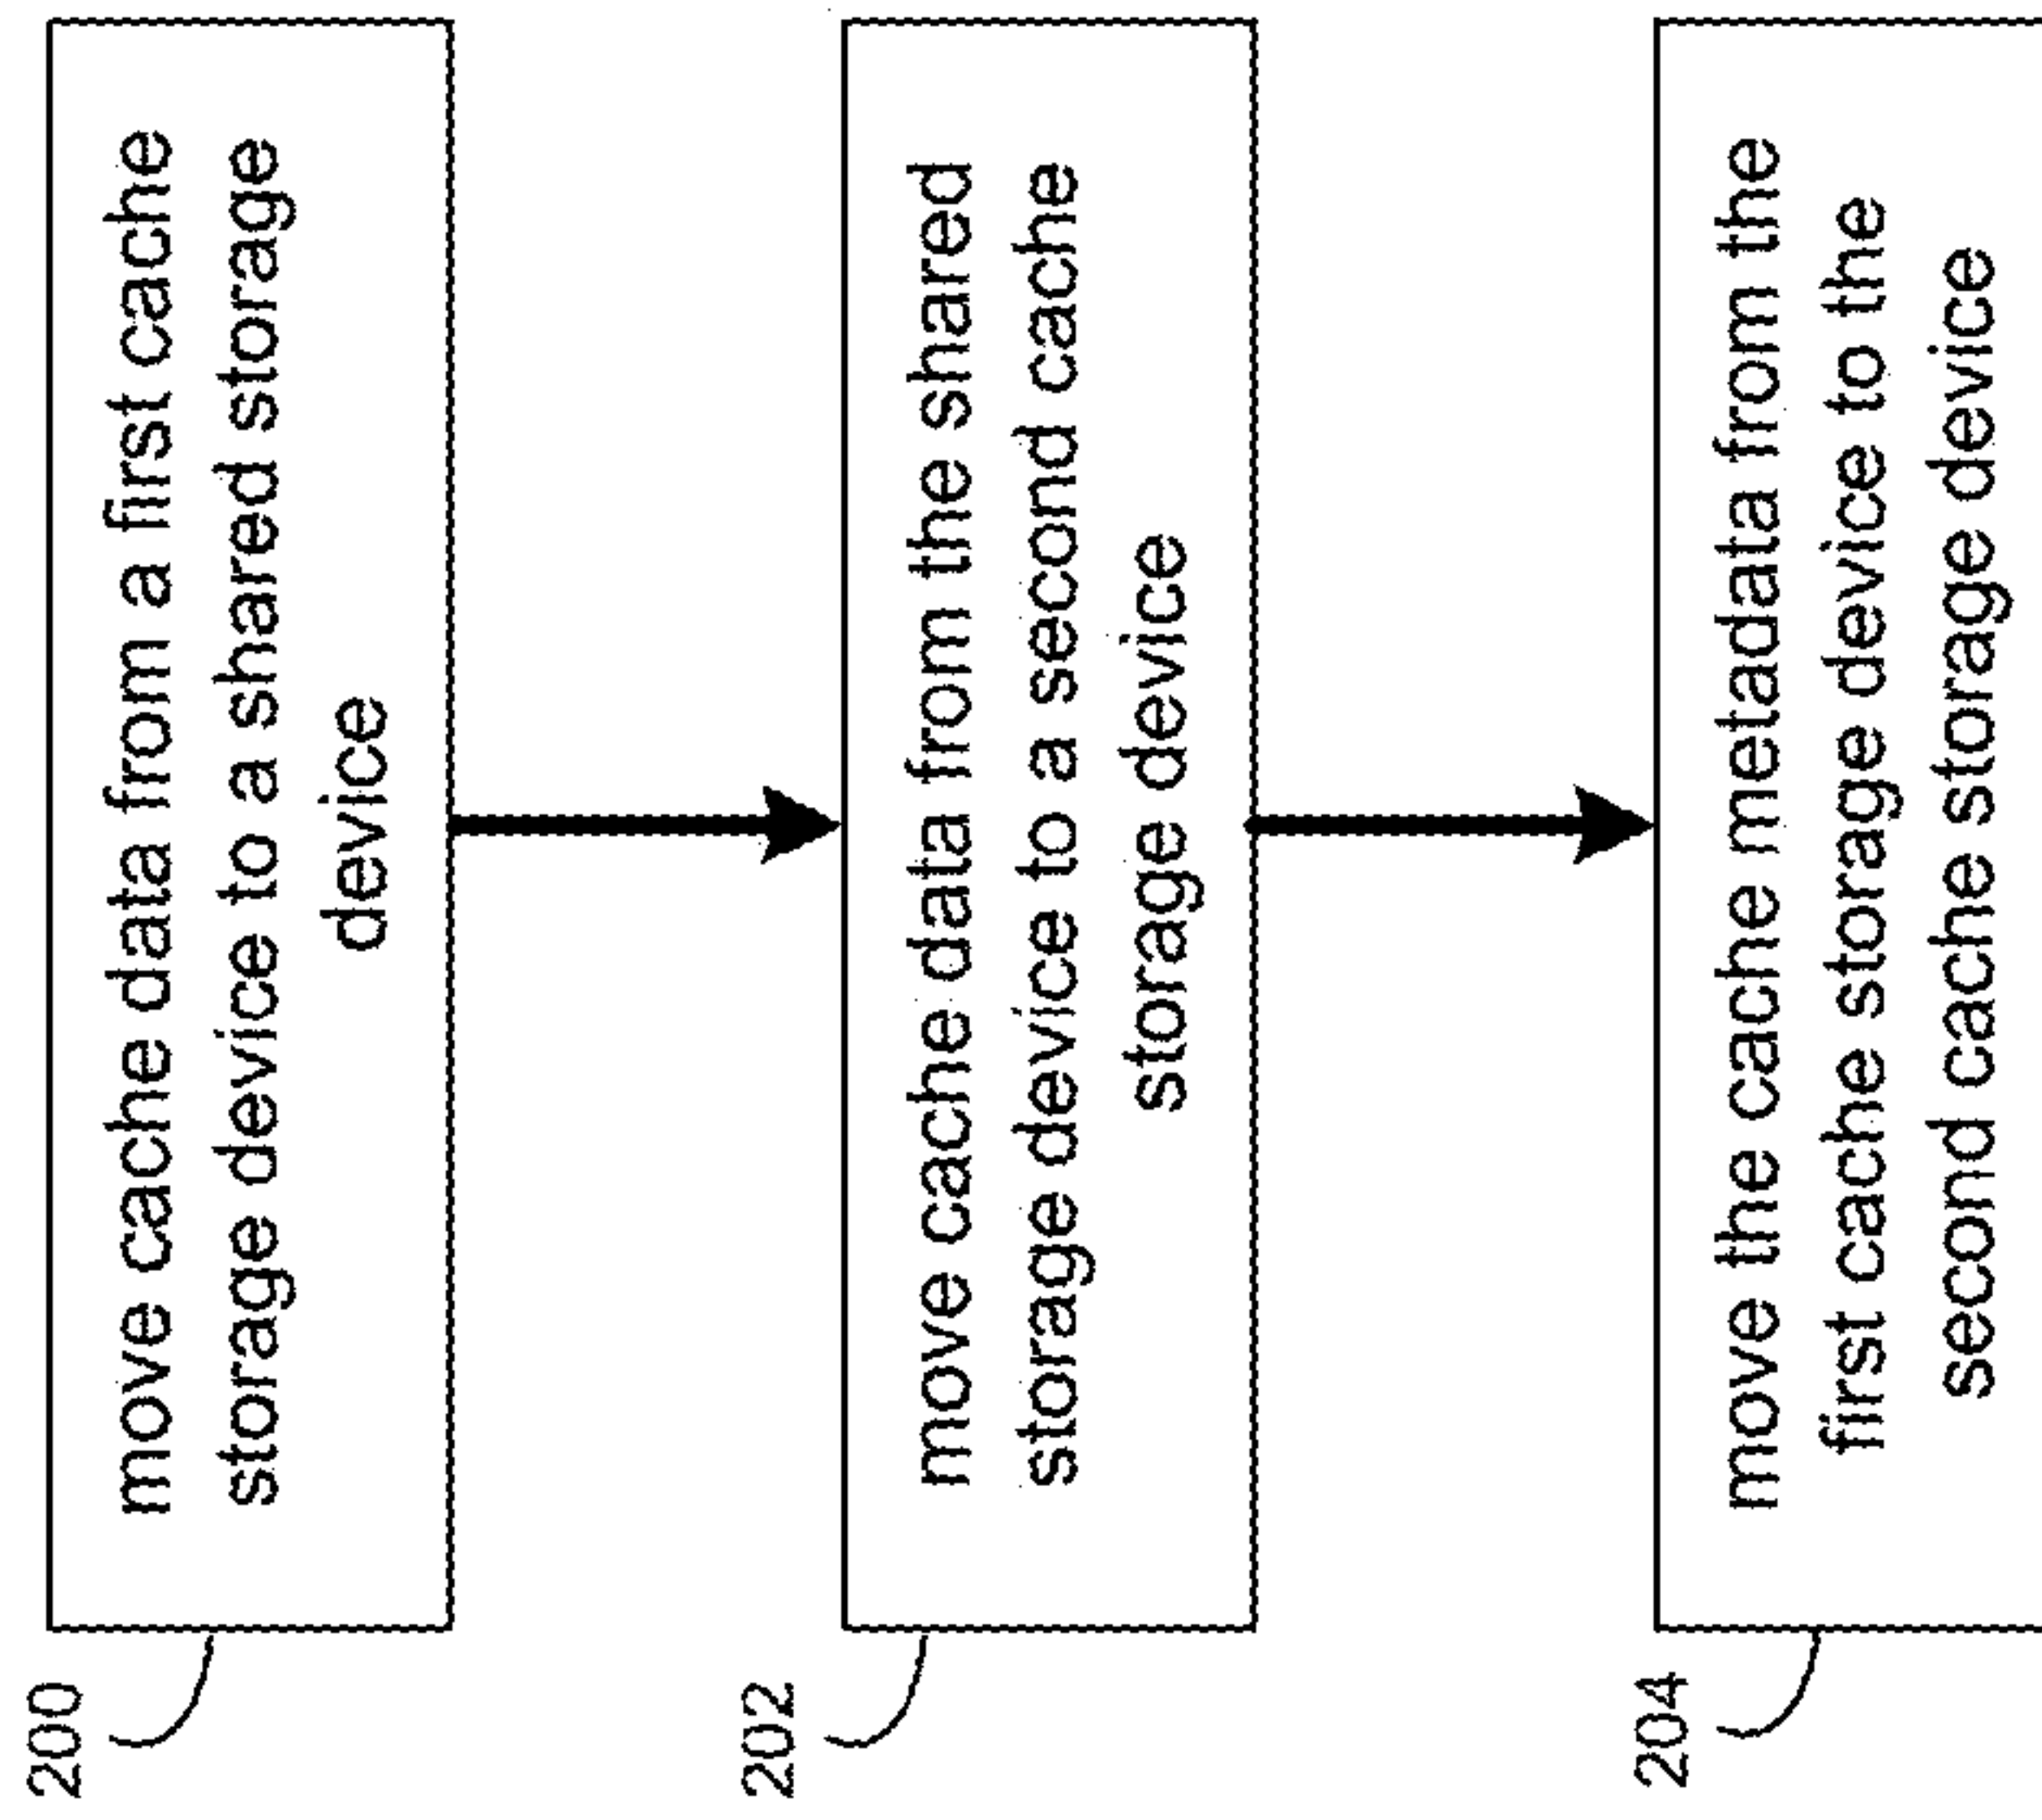 200
move cache data from a first cache
storage device to a shared storage
device
202
move cache data from the shared
storage device to a second cache
storage device
204
move the cache metadata from the
first cache storage device to the
second cache storage device